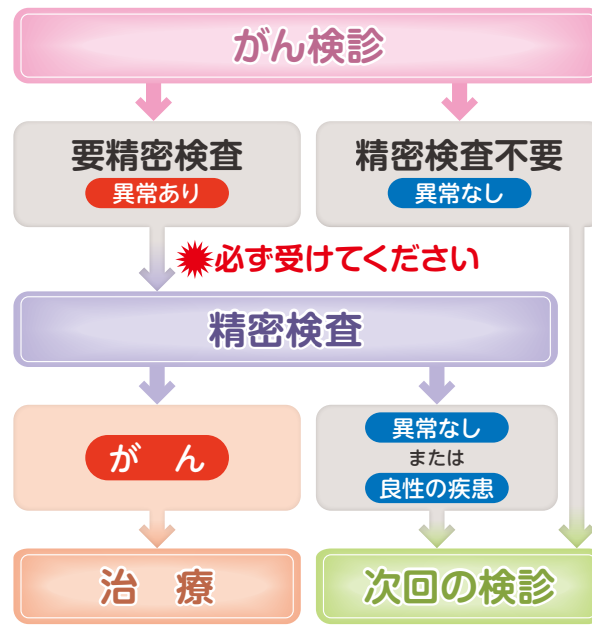 がん検診
要精密検査
異常あり
精密検査不要
異常なし
必ず受けてください
精密検査
が ん
異常なし
または
良性の疾患
治 療
次回の検診